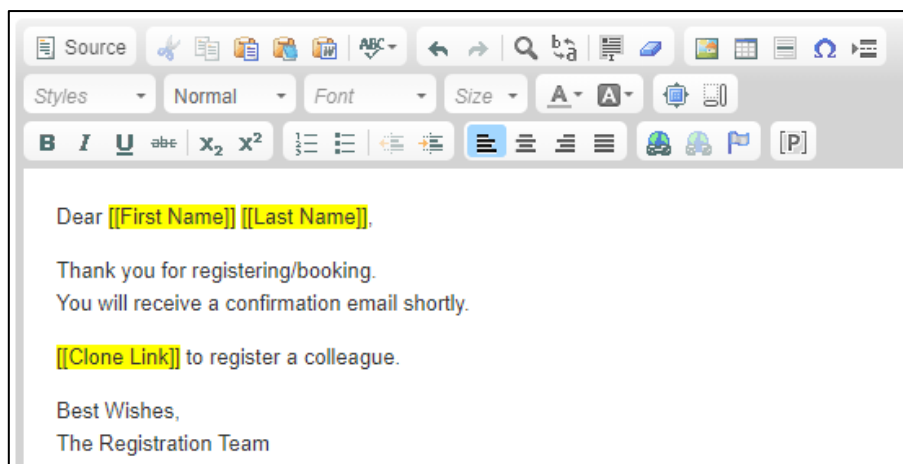 Source ABC
Styles Normal Font Size A A
B I U abc X₂ X² [P]
Dear [[First Name]] [[Last Name]],
Thank you for registering/booking.
You will receive a confirmation email shortly.
[[Clone Link]] to register a colleague.
Best Wishes,
The Registration Team